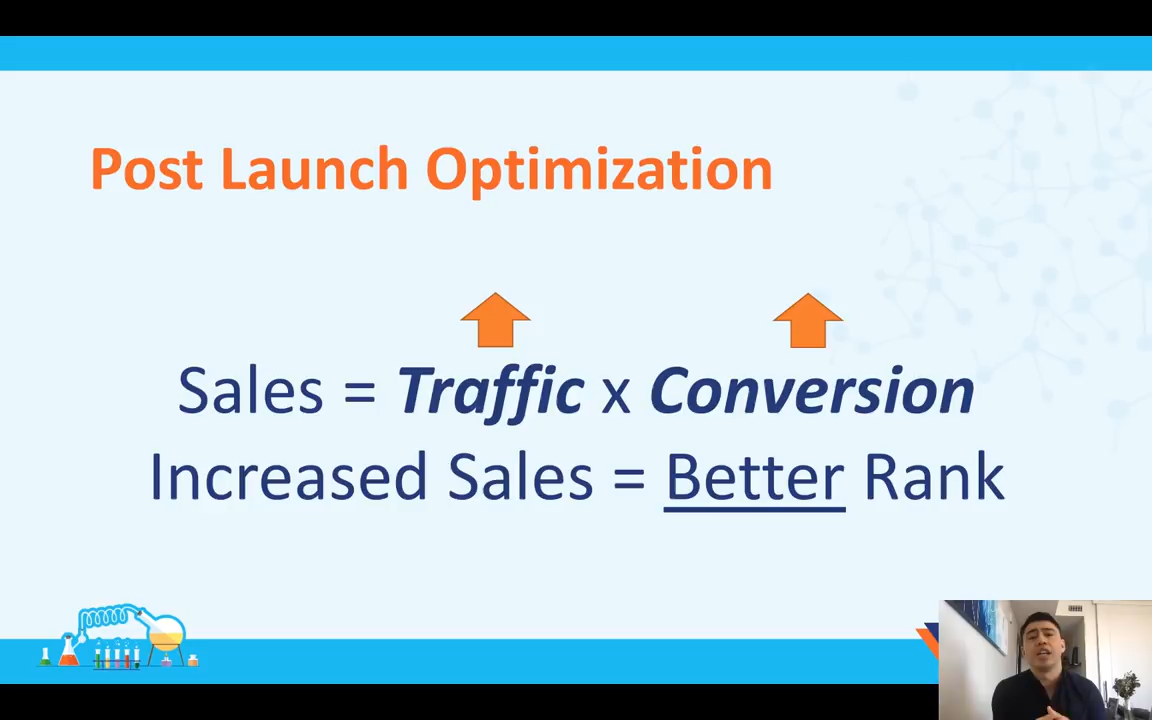 Post Launch Optimization
Sales = Traffic x Conversion
Increased Sales = Better Rank